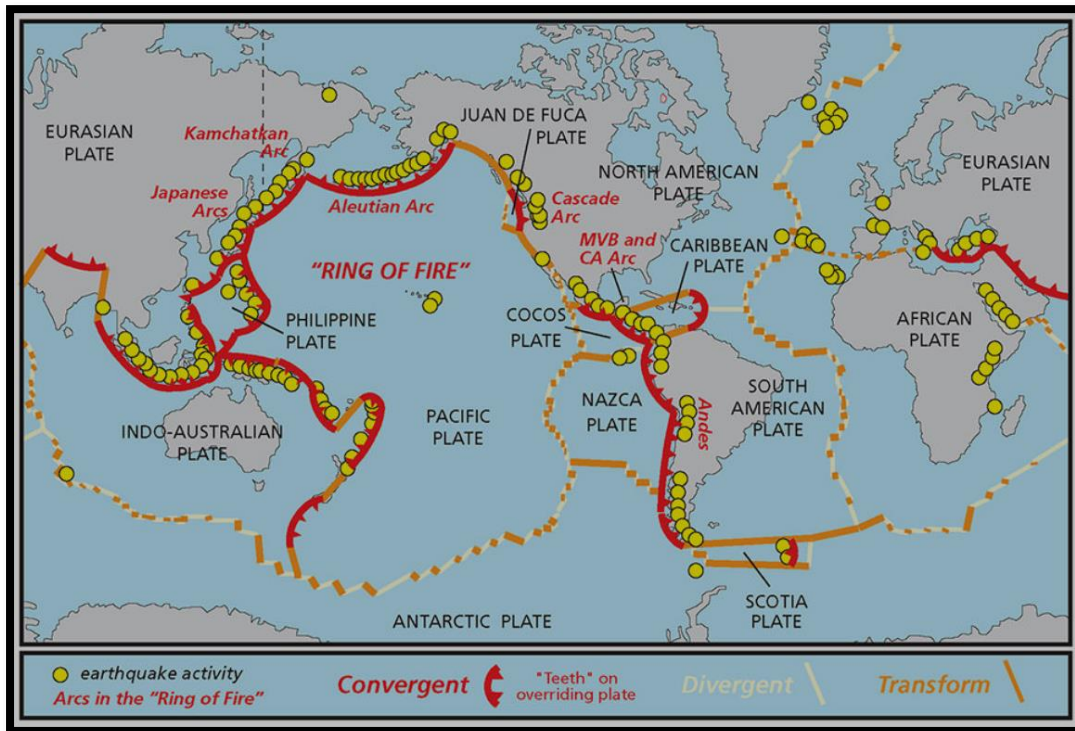 EURASIAN
PLATE
Kamchatkan
Arc
Japanese
Arcs
Aleutian Arc
JUAN DE FUCA
PLATE
NORTH AMERICAN
PLATE
Cascade
Arc
EURASIAN
PLATE
"RING OF FIRE"
MVB and
CA Arc
CARIBBEAN
PLATE
PHILIPPINE
PLATE
COCOS
PLATE
AFRICAN
PLATE
INDO-AUSTRALIAN
PLATE
PACIFIC
PLATE
NAZCA
PLATE
Andes
SOUTH
AMERICAN
PLATE
ANTARCTIC PLATE
SCOTIA
PLATE
earthquake activity
Arcs in the "Ring of Fire"
Convergent
"Teeth" on
overriding plate
Divergent
Transform